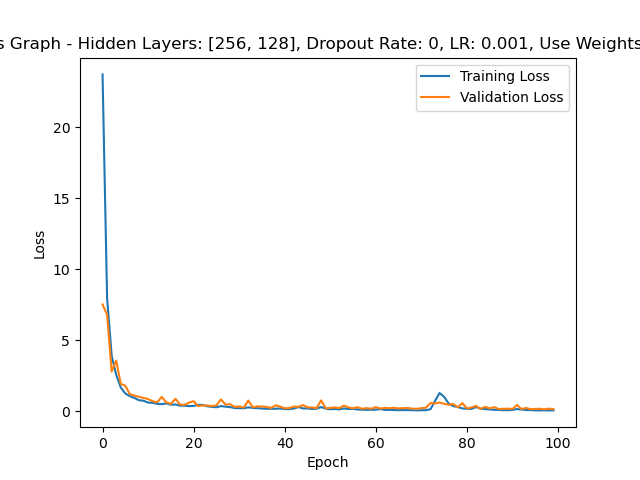 s Graph - Hidden Layers: [256, 128], Dropout Rate: 0, LR: 0.001, Use Weights
Training Loss
Validation Loss
20
15
10
5
0
Loss
0 20 40 60 80 100
Epoch